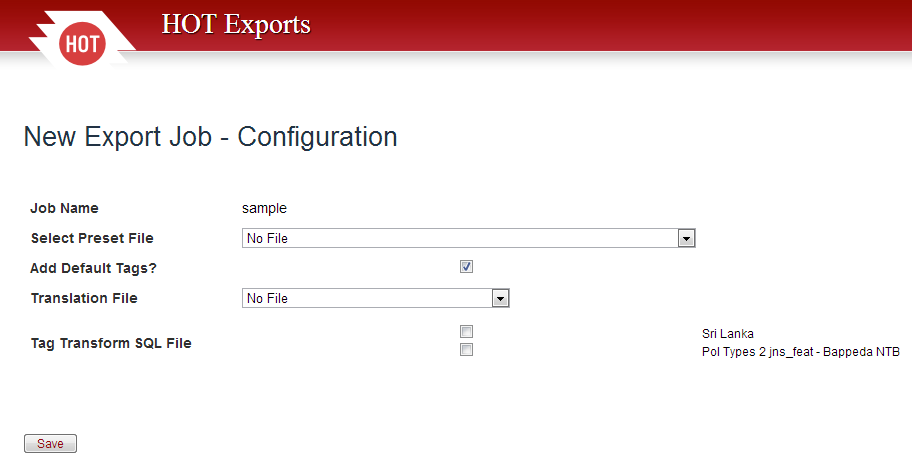 HOT
HOT Exports
New Export Job - Configuration
Job Name sample
Select Preset File No File
Add Default Tags?
Translation File No File
Tag Transform SQL File
Sri Lanka
Pol Types 2 jns_feat - Bappeda NTB
Save